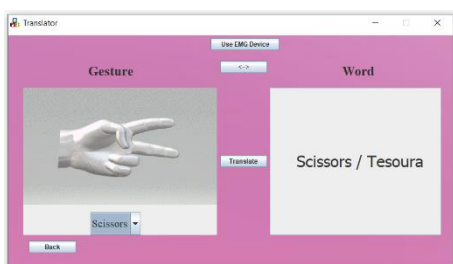 Translator
Use EMG Device
Gesture
<->
Word
Translate
Scissors / Tesoura
Scissors
Back